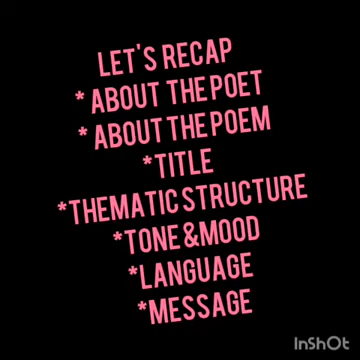 LET'S RECAP
* ABOUT THE POET
* ABOUT THE POEM
*TITLE
*THEMATIC STRUCTURE
*TONE &MOOD
*LANGUAGE
*MESSAGE
InShOt